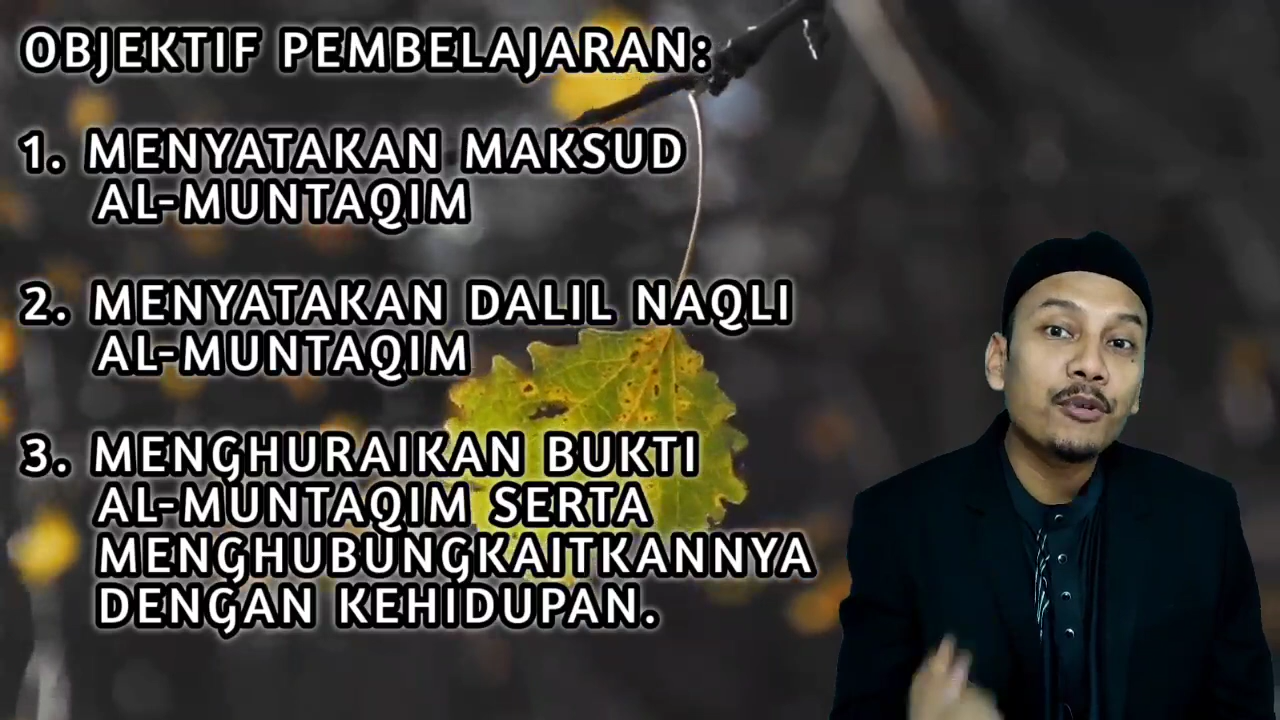 OBJEKTIF PEMBELAJARAN:
1. MENYATAKAN MAKSUD
AL-MUNTAQIM
2. MENYATAKAN DALIL NAQLI
AL-MUNTAQIM
3. MENGHURAIKAN BUKTI
AL-MUNTAQIM SERTA
MENGHUBUNGKAITKANNYA
DENGAN KEHIDUPAN.